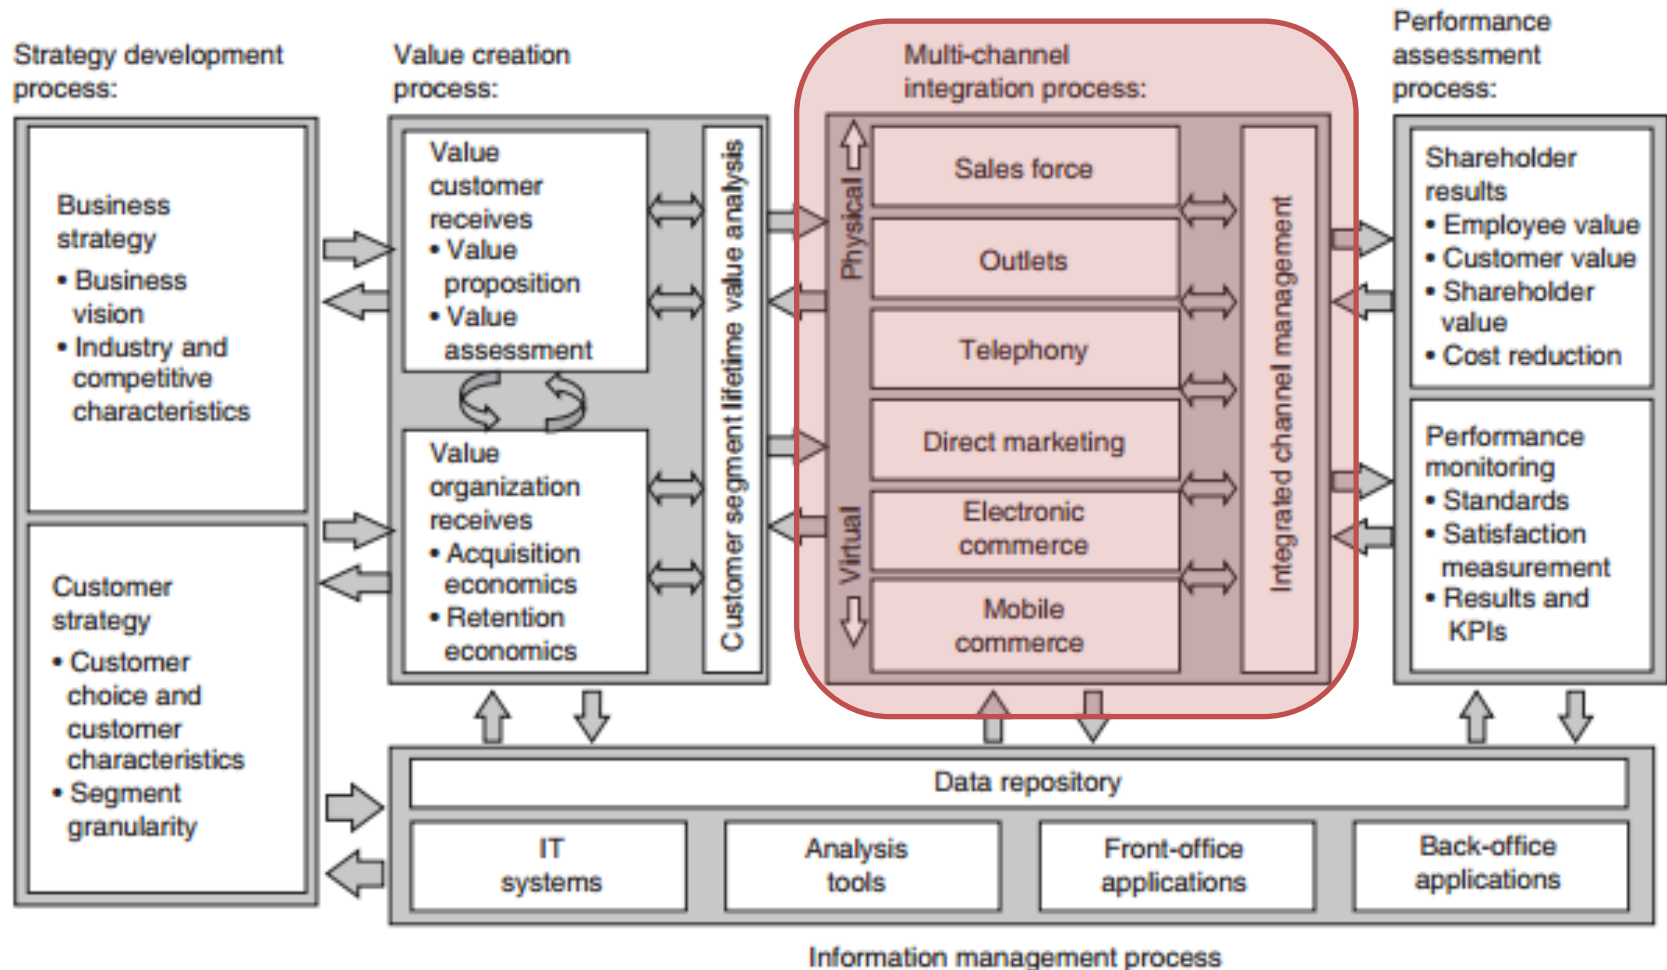 Strategy development
process:
Business
strategy
• Business
vision
• Industry and
competitive
characteristics
Customer
strategy
• Customer
choice and
customer
characteristics
• Segment
granularity
Value creation
process:
Value
customer
receives
• Value
proposition
• Value
assessment
Value
organization
receives
• Acquisition
economics
• Retention
economics
Customer segment lifetime value analysis
Multi-channel
integration process:
Physical
Virtual
Sales force
Outlets
Telephony
Direct marketing
Electronic
commerce
Mobile
commerce
Integrated channel management
Performance
assessment
process:
Shareholder
results
• Employee value
• Customer value
• Shareholder
value
• Cost reduction
Performance
monitoring
• Standards
• Satisfaction
measurement
• Results and
KPIs
Data repository
IT
systems
Analysis
tools
Front-office
applications
Back-office
applications
Information management process